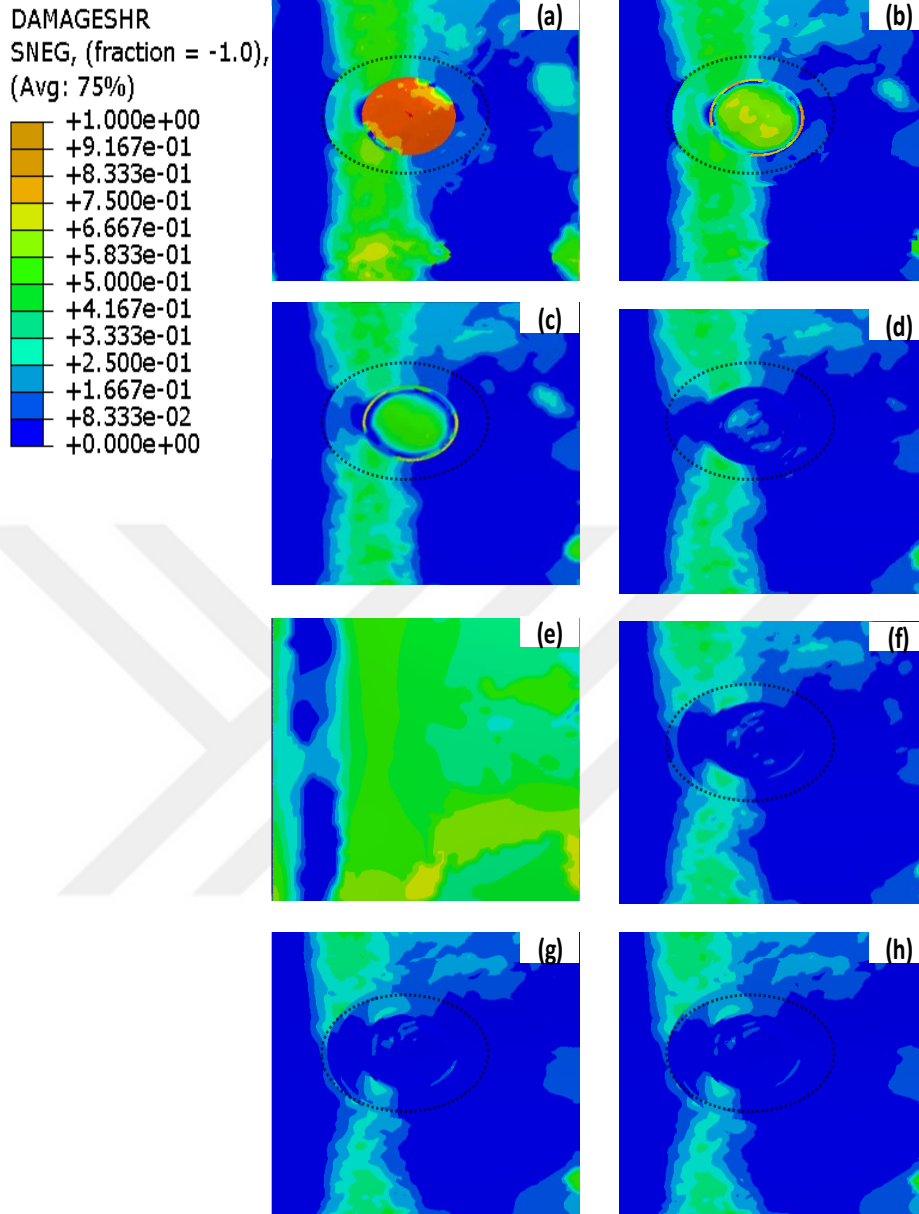 DAMAGESHR
SNEG, (fraction = -1.0),
(Avg: 75%)
+1.000e+00
+9.167e-01
+8.333e-01
+7.500e-01
+6.667e-01
+5.833e-01
+5.000e-01
+4.167e-01
+3.333e-01
+2.500e-01
+1.667e-01
+8.333e-02
+0.000e+00
(a)
(b)
(c)
(d)
(e)
(f)
(g)
(h)